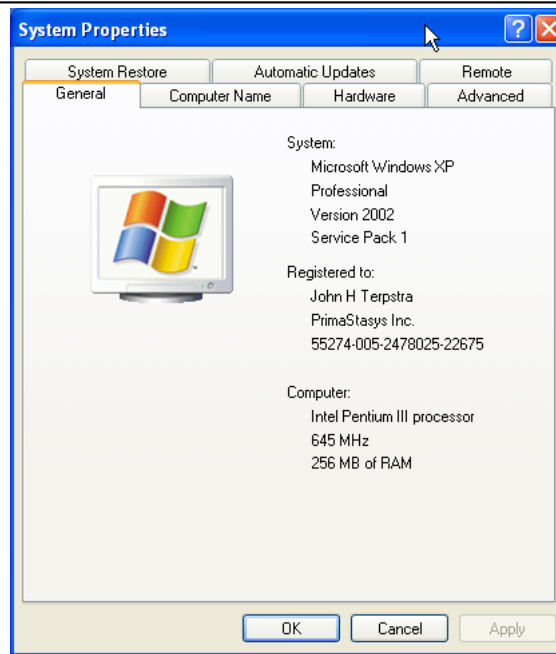 System Properties
System Restore Automatic Updates Remote
General Computer Name Hardware Advanced
System:
Microsoft Windows XP
Professional
Version 2002
Service Pack 1
Registered to:
John H Terpstra
PrimaStasys Inc.
55274-005-2478025-22675
Computer:
Intel Pentium III processor
645 MHz
256 MB of RAM
OK Cancel Apply